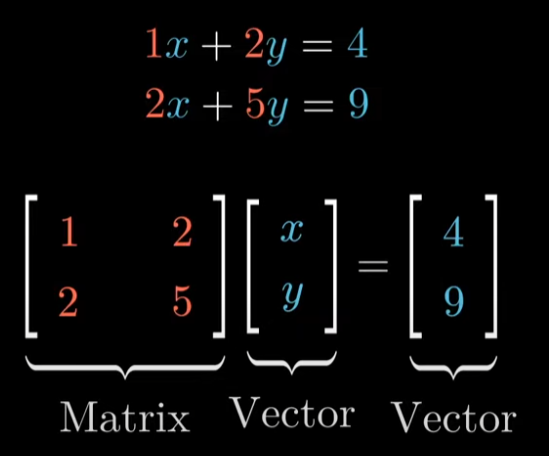 1x + 2y = 4
2x + 5y = 9
[ 1 2 ] [ x ] = [ 4 ]
[ 2 5 ] [ y ] [ 9 ]
Matrix Vector Vector